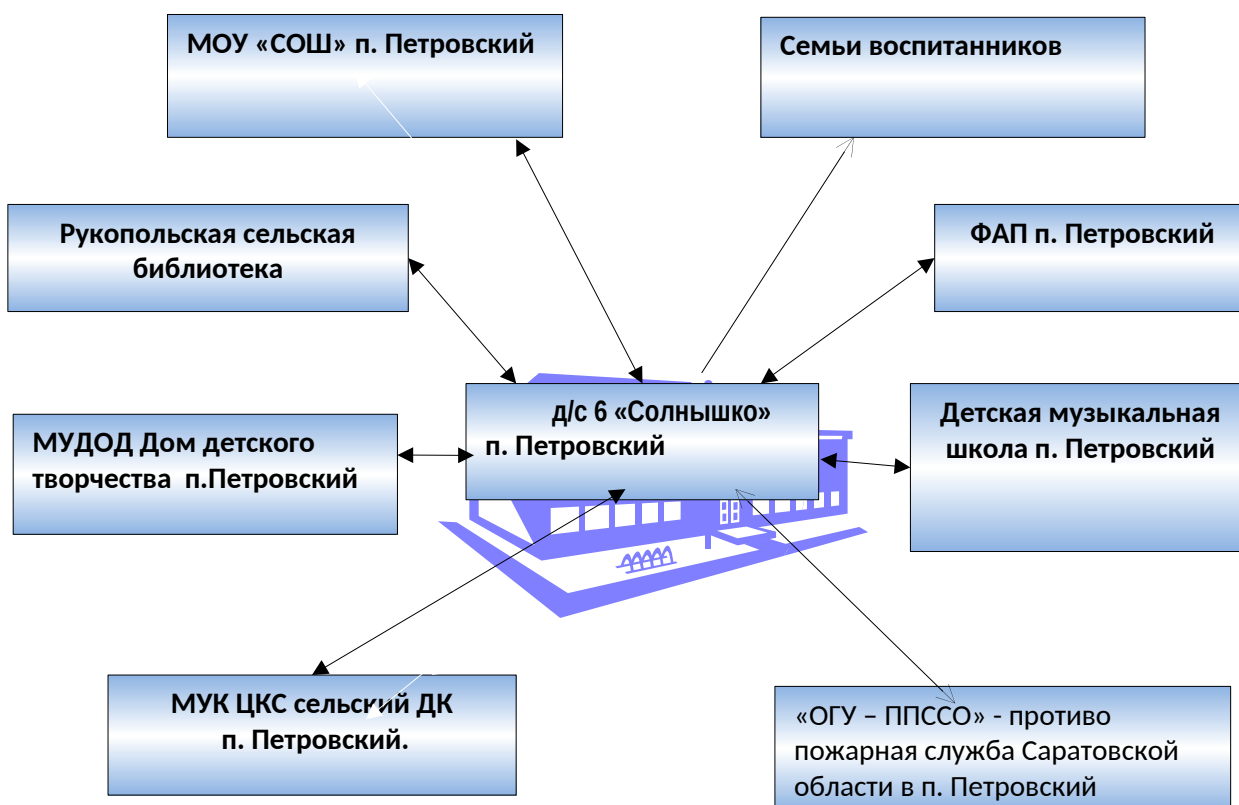 МОУ «СОШ» п. Петровский
Семьи воспитанников
Рукопольская сельская
библиотека
ФАП п. Петровский
д/с 6 «Солнышко»
п. Петровский
МУДОД Дом детского
творчества п.Петровский
Детская музыкальная
школа п. Петровский
МУК ЦКС сельский ДК
п. Петровский.
«ОГУ – ППССО» - противо
пожарная служба Саратовской
области в п. Петровский